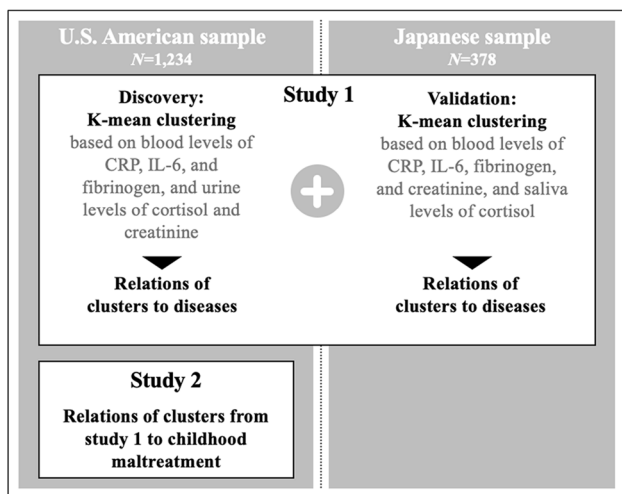 U.S. American sample
N=1,234
Japanese sample
N=378
Study 1
Discovery:
K-mean clustering
based on blood levels of
CRP, IL-6, and
fibrinogen, and urine
levels of cortisol and
creatinine
Relations of
clusters to diseases
Validation:
K-mean clustering
based on blood levels of
CRP, IL-6, fibrinogen,
and creatinine, and saliva
levels of cortisol
Relations of
clusters to diseases
Study 2
Relations of clusters from
study 1 to childhood
maltreatment